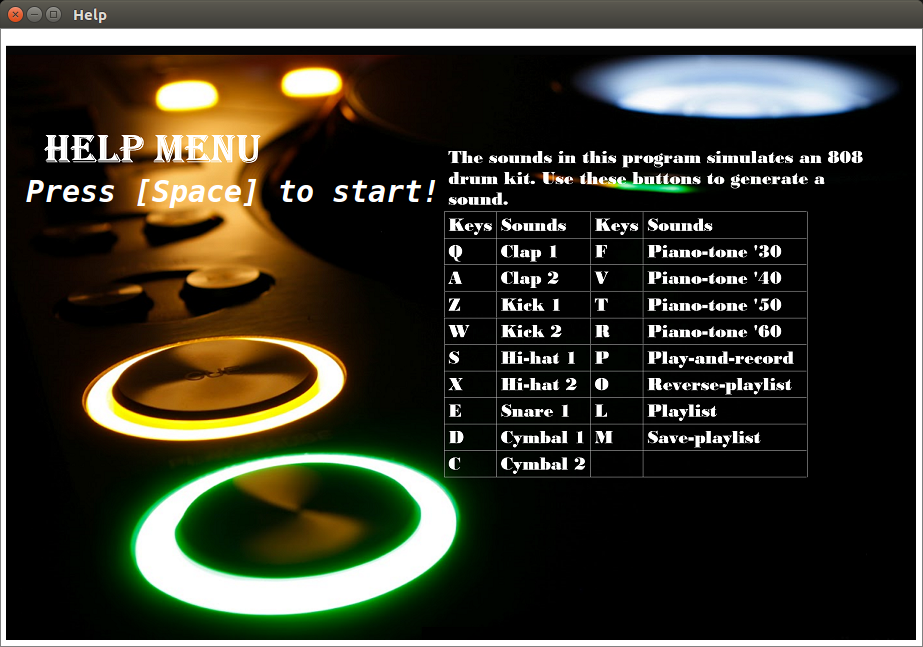 Help
HELP MENU
Press [Space] to start!
The sounds in this program simulates an 808
drum kit. Use these buttons to generate a
sound.
Keys Sounds Keys Sounds
Q Clap 1 F Piano-tone '30
A Clap 2 V Piano-tone '40
Z Kick 1 T Piano-tone '50
W Kick 2 R Piano-tone '60
S Hi-hat 1 P Play-and-record
X Hi-hat 2 O Reverse-playlist
E Snare 1 L Playlist
D Cymbal 1 M Save-playlist
C Cymbal 2
CUE